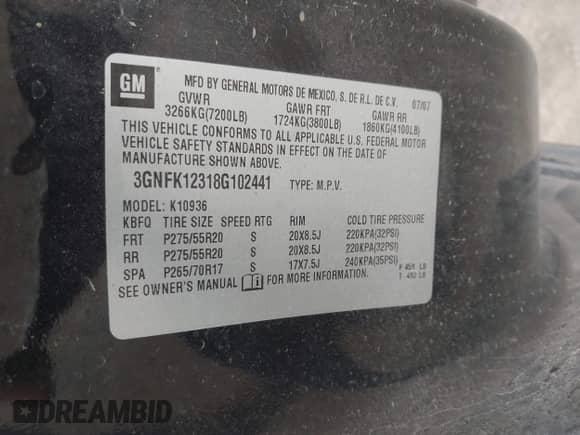 GM
MFD BY GENERAL MOTORS DE MEXICO, S. DE R.L. DE C.V. 07/07
GVWR GAWR FRT GAWR RR
3266KG(7200LB) 1724KG(3800LB) 1860KG(4100LB)
THIS VEHICLE CONFORMS TO ALL APPLICABLE U.S. FEDERAL MOTOR
VEHICLE SAFETY STANDARDS IN EFFECT ON THE DATE OF
MANUFACTURE SHOWN ABOVE.
3GNFK12318G102441 TYPE: M.P.V.
MODEL: K10936
KBFQ TIRE SIZE SPEED RTG RIM COLD TIRE PRESSURE
FRT P275/55R20 S 20X8.5J 220KPA(32PSI)
RR P275/55R20 S 20X8.5J 220KPA(32PSI)
SPA P265/70R17 S 17X7.5J 240KPA(35PSI)
SEE OWNER'S MANUAL FOR MORE INFORMATION.
DREAMBID